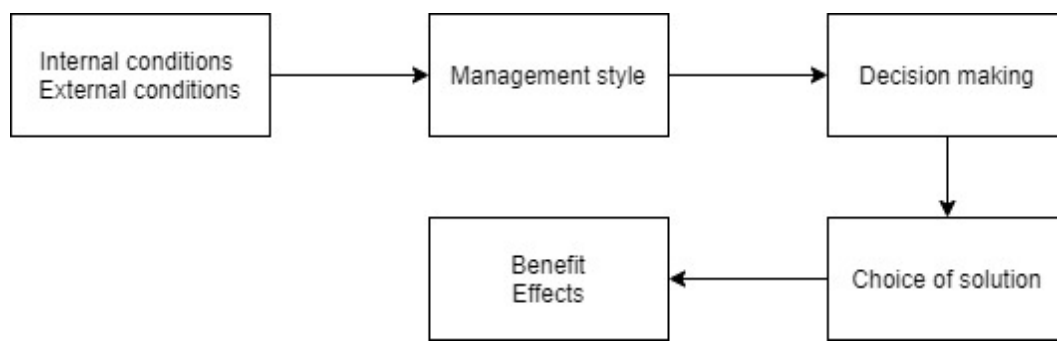 Internal conditions
External conditions
Management style
Decision making
Choice of solution
Benefit
Effects